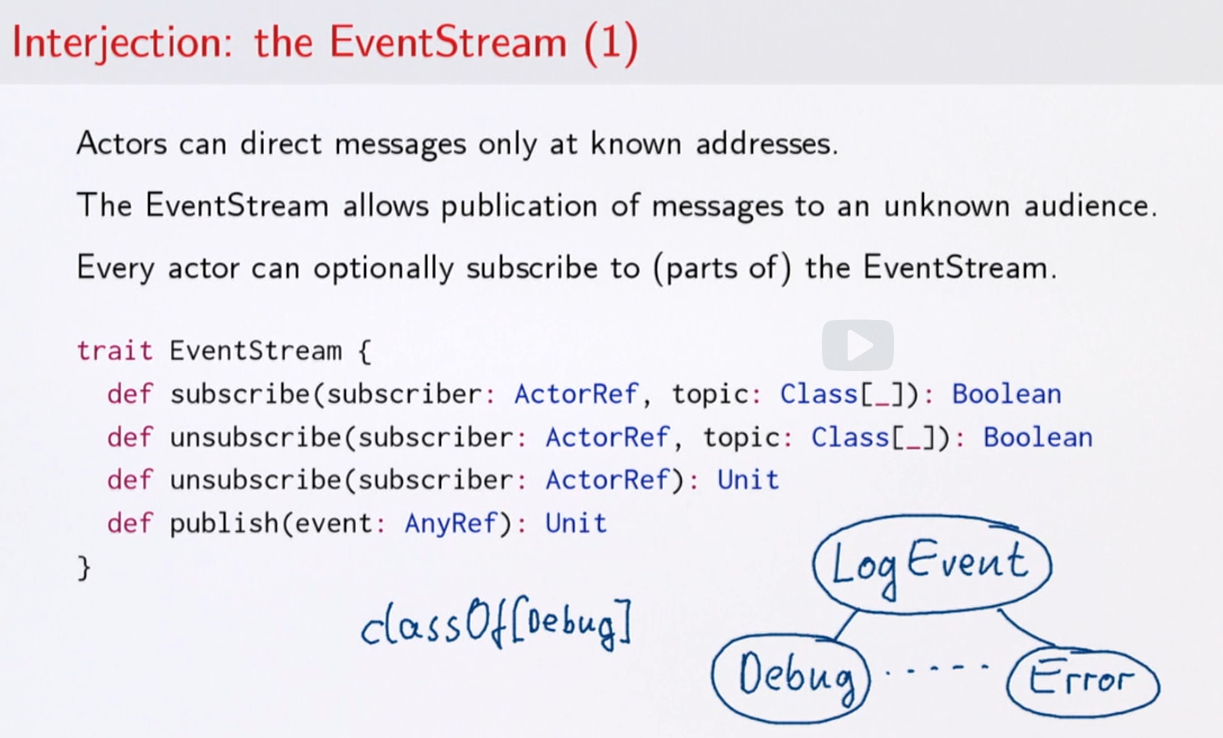 Interjection: the EventStream (1)
Actors can direct messages only at known addresses.
The EventStream allows publication of messages to an unknown audience.
Every actor can optionally subscribe to (parts of) the EventStream.
trait EventStream {
  def subscribe(subscriber: ActorRef, topic: Class[_]): Boolean
  def unsubscribe(subscriber: ActorRef, topic: Class[_]): Boolean
  def unsubscribe(subscriber: ActorRef): Unit
  def publish(event: AnyRef): Unit
}
LogEvent
classOf[Debug]
Debug ..... Error